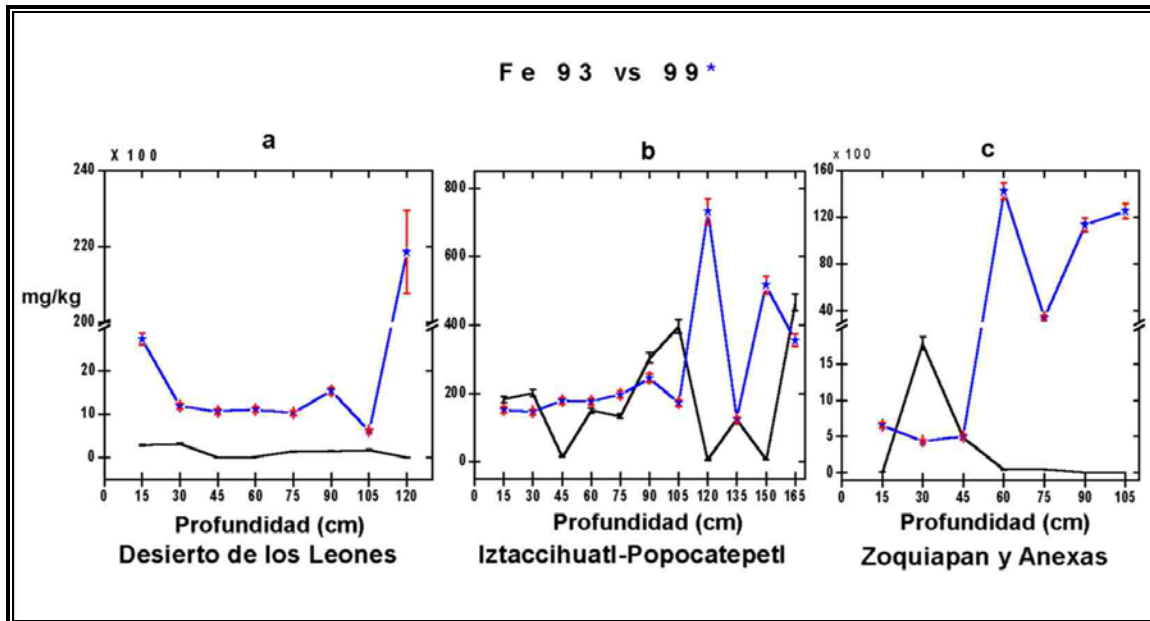 Fe 93 vs 99*
a
X 100
240
220
mg/kg
200
20
10
0
0 15 30 45 60 75 90 105 120
Profundidad (cm)
Desierto de los Leones
b
800
600
400
200
0
0 15 30 45 60 75 90 105 120 135 150 165
Profundidad (cm)
Iztaccihuatl-Popocatepetl
c
x 100
160
120
80
40
15
10
5
0
0 15 30 45 60 75 90 105
Profundidad (cm)
Zoquiapan y Anexas